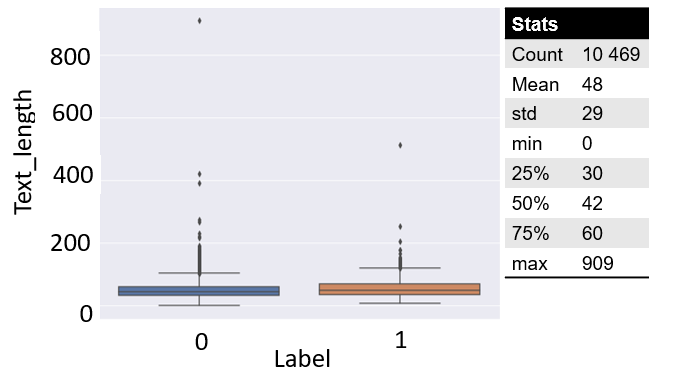 Text_length
800
600
400
200
0
0
1
Label
Stats
Count 10 469
Mean 48
std 29
min 0
25% 30
50% 42
75% 60
max 909